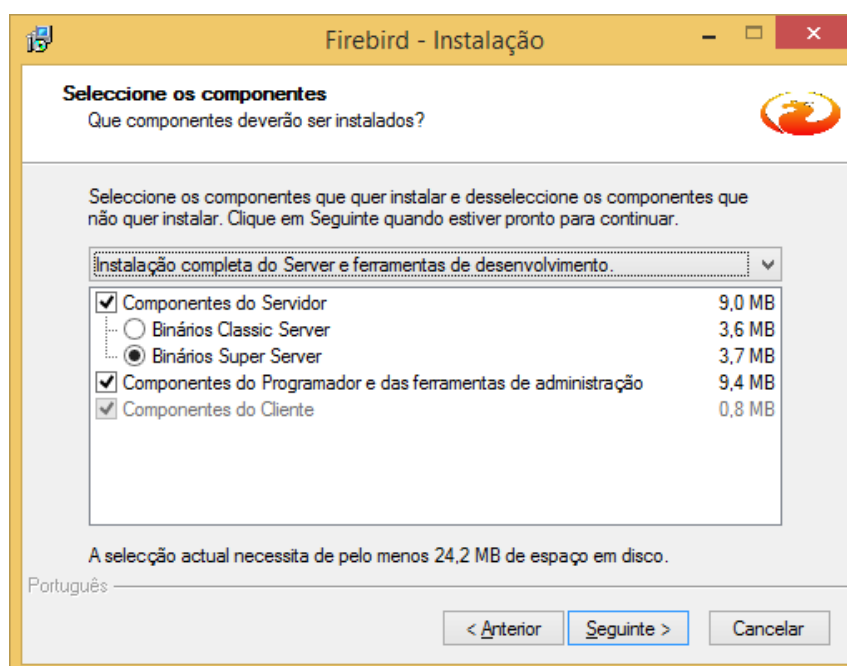 Firebird - Instalação
Seleccione os componentes
Que componentes deverão ser instalados?
Seleccione os componentes que quer instalar e desseleccione os componentes que
não quer instalar. Clique em Seguinte quando estiver pronto para continuar.
Instalação completa do Server e ferramentas de desenvolvimento.
Componentes do Servidor 9,0 MB
Binários Classic Server 3,6 MB
Binários Super Server 3,7 MB
Componentes do Programador e das ferramentas de administração 9,4 MB
Componentes do Cliente 0,8 MB
A selecção actual necessita de pelo menos 24,2 MB de espaço em disco.
Português
< Anterior Seguinte > Cancelar